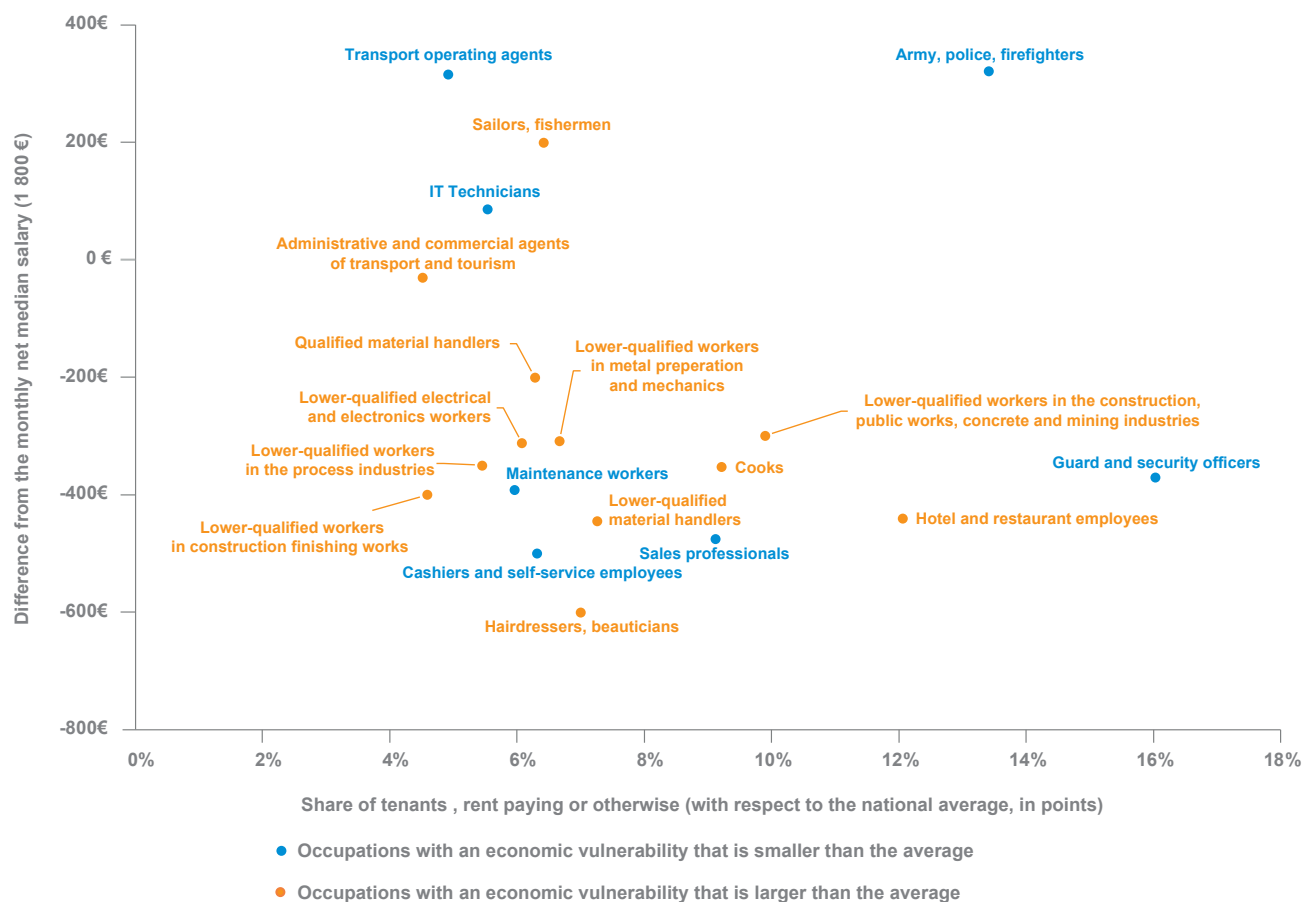 400€
Transport operating agents
Army, police, firefighters
Sailors, fishermen
200€
IT Technicians
Administrative and commercial agents
of transport and tourism
0 €
Qualified material handlers
Lower-qualified workers
in metal preperation
and mechanics
-200€
Lower-qualified electrical
and electronics workers
Lower-qualified workers in the construction,
public works, concrete and mining industries
Lower-qualified workers
in the process industries
Maintenance workers
Cooks
Guard and security officers
-400€
Lower-qualified
material handlers
Hotel and restaurant employees
Lower-qualified workers
in construction finishing works
Sales professionals
Cashiers and self-service employees
-600€
Hairdressers, beauticians
-800€
Difference from the monthly net median salary (1 800 €)
0%
2%
4%
6%
8%
10%
12%
14%
16%
18%
Share of tenants , rent paying or otherwise (with respect to the national average, in points)
Occupations with an economic vulnerability that is smaller than the average
Occupations with an economic vulnerability that is larger than the average